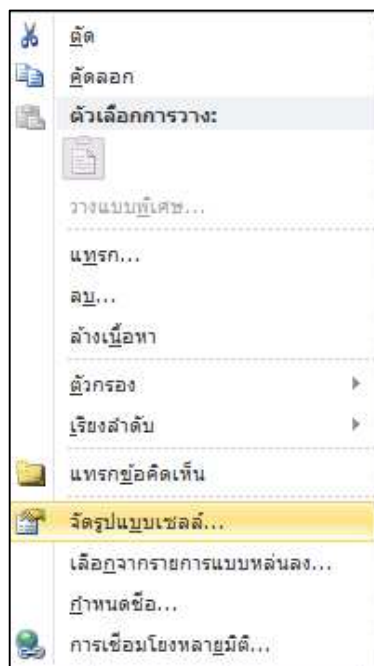 ตัด
คัดลอก
ตัวเลือกการวาง:
วางแบบพิเศษ...
แทรก...
ลบ...
ล้างเนื้อหา
ตัวกรอง
เรียงลำดับ
แทรกข้อคิดเห็น
จัดรูปแบบเซลล์...
เลือกจากรายการแบบหล่นลง...
กำหนดชื่อ...
การเชื่อมโยงหลายมิติ...